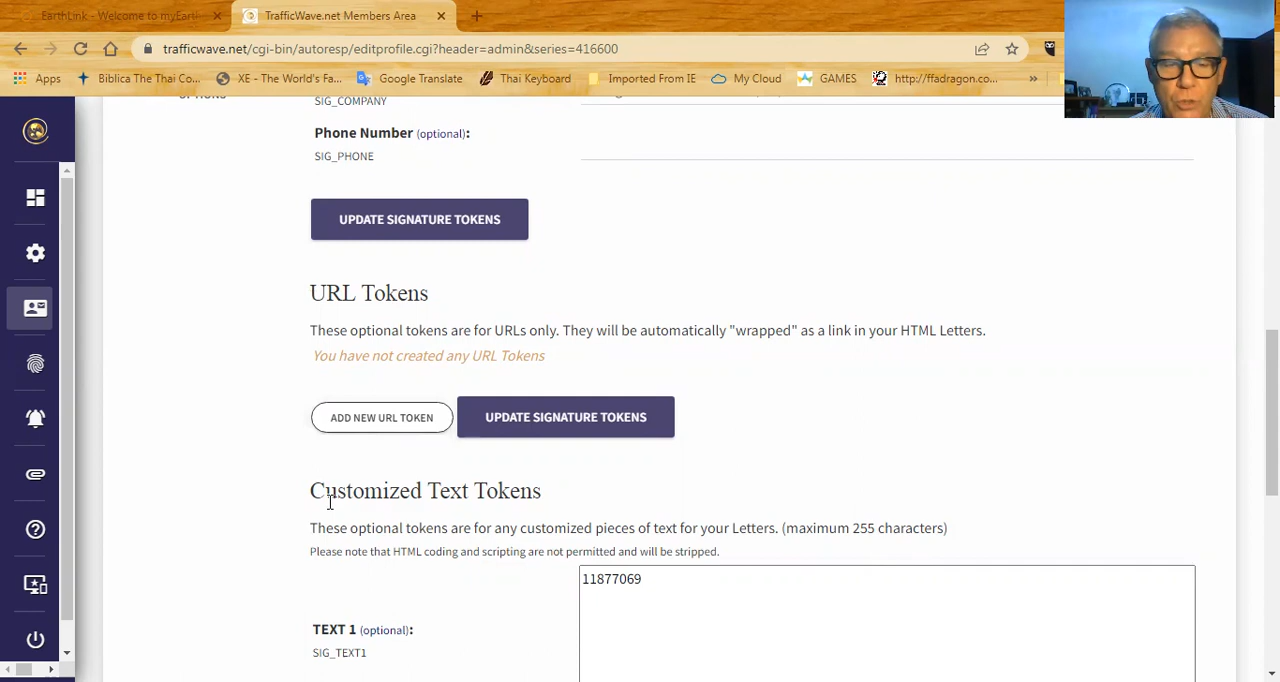 EarthLink - Welcome to myEarthl
TrafficWave.net Members Area
trafficwave.net/cgi-bin/autoresp/editprofile.cgi?header=admin&series=416600
Apps
Biblica The Thai Co...
XE - The World's Fa...
Google Translate
Thai Keyboard
Imported From IE
My Cloud
GAMES
http://ffadragon.co...
»
SIG_COMPANY
Phone Number (optional):
SIG_PHONE
UPDATE SIGNATURE TOKENS
URL Tokens
These optional tokens are for URLs only. They will be automatically "wrapped" as a link in your HTML Letters.
You have not created any URL Tokens
ADD NEW URL TOKEN
UPDATE SIGNATURE TOKENS
Customized Text Tokens
These optional tokens are for any customized pieces of text for your Letters. (maximum 255 characters)
Please note that HTML coding and scripting are not permitted and will be stripped.
11877069
TEXT 1 (optional):
SIG_TEXT1